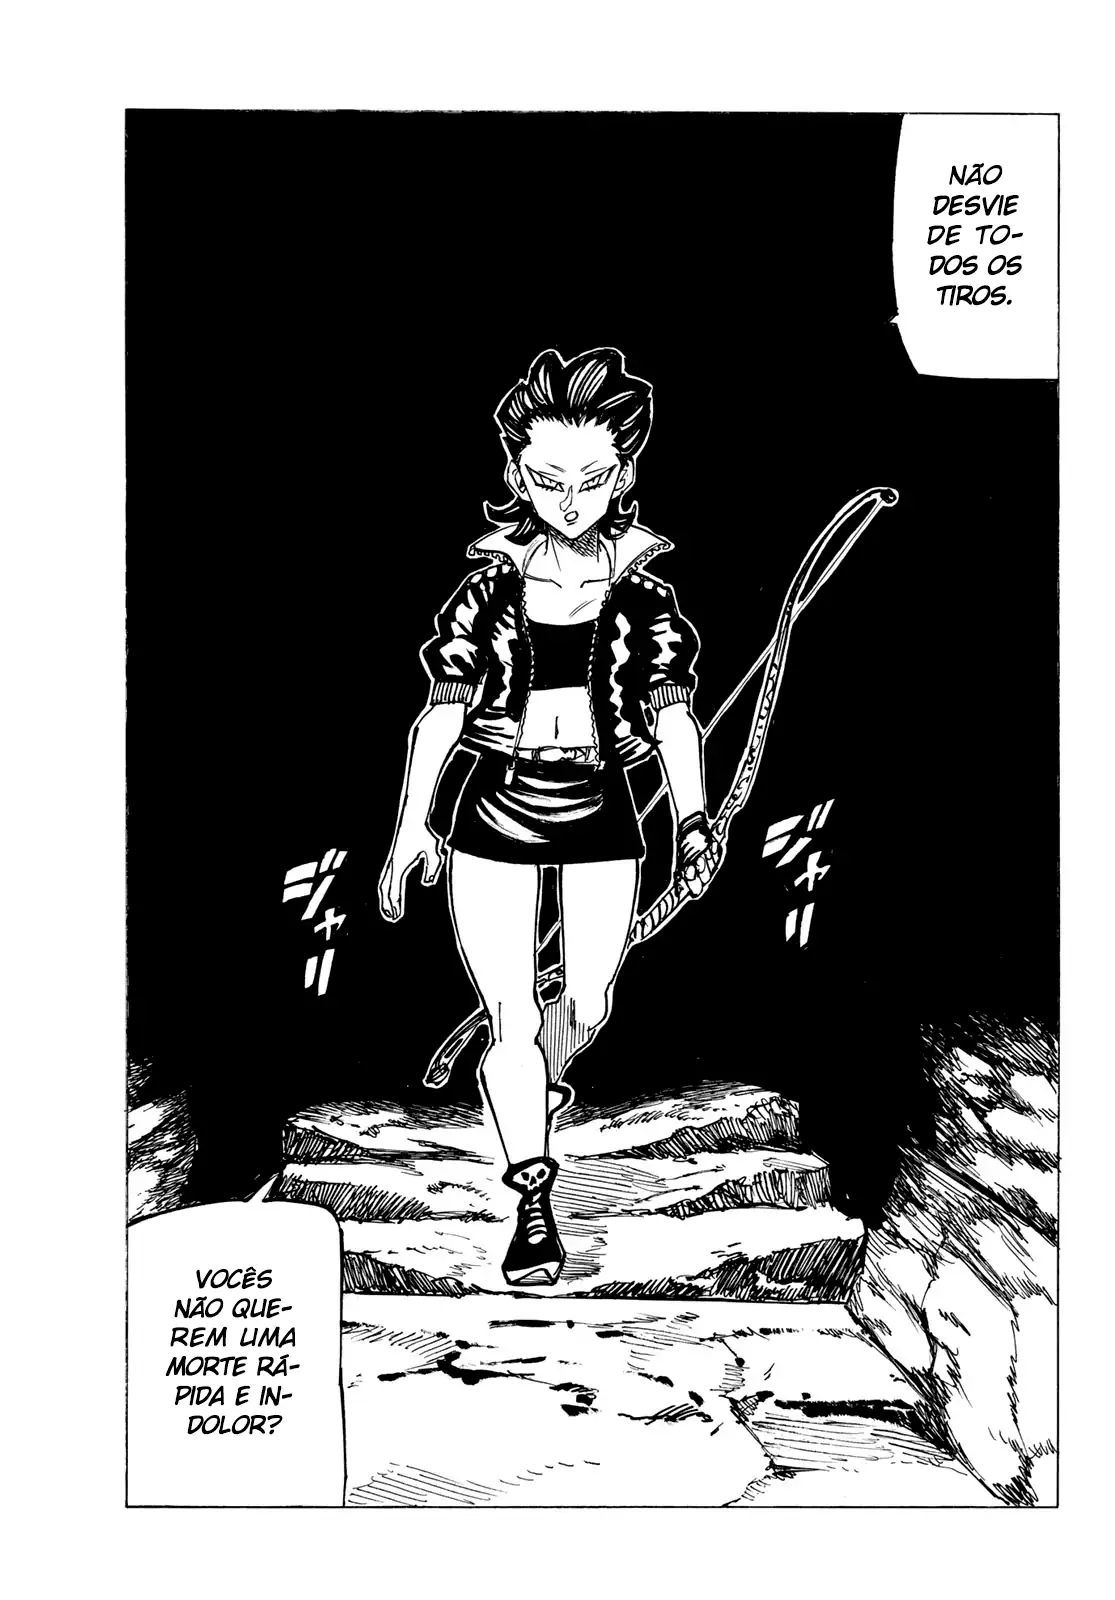 NÃO
DESVIE
DE TO-
DOS OS
TIROS.
ジャリ
ジャリ
VOCÊS
NÃO QUE-
REM UMA
MORTE RÁ-
PIDA E IN-
DOLOR?